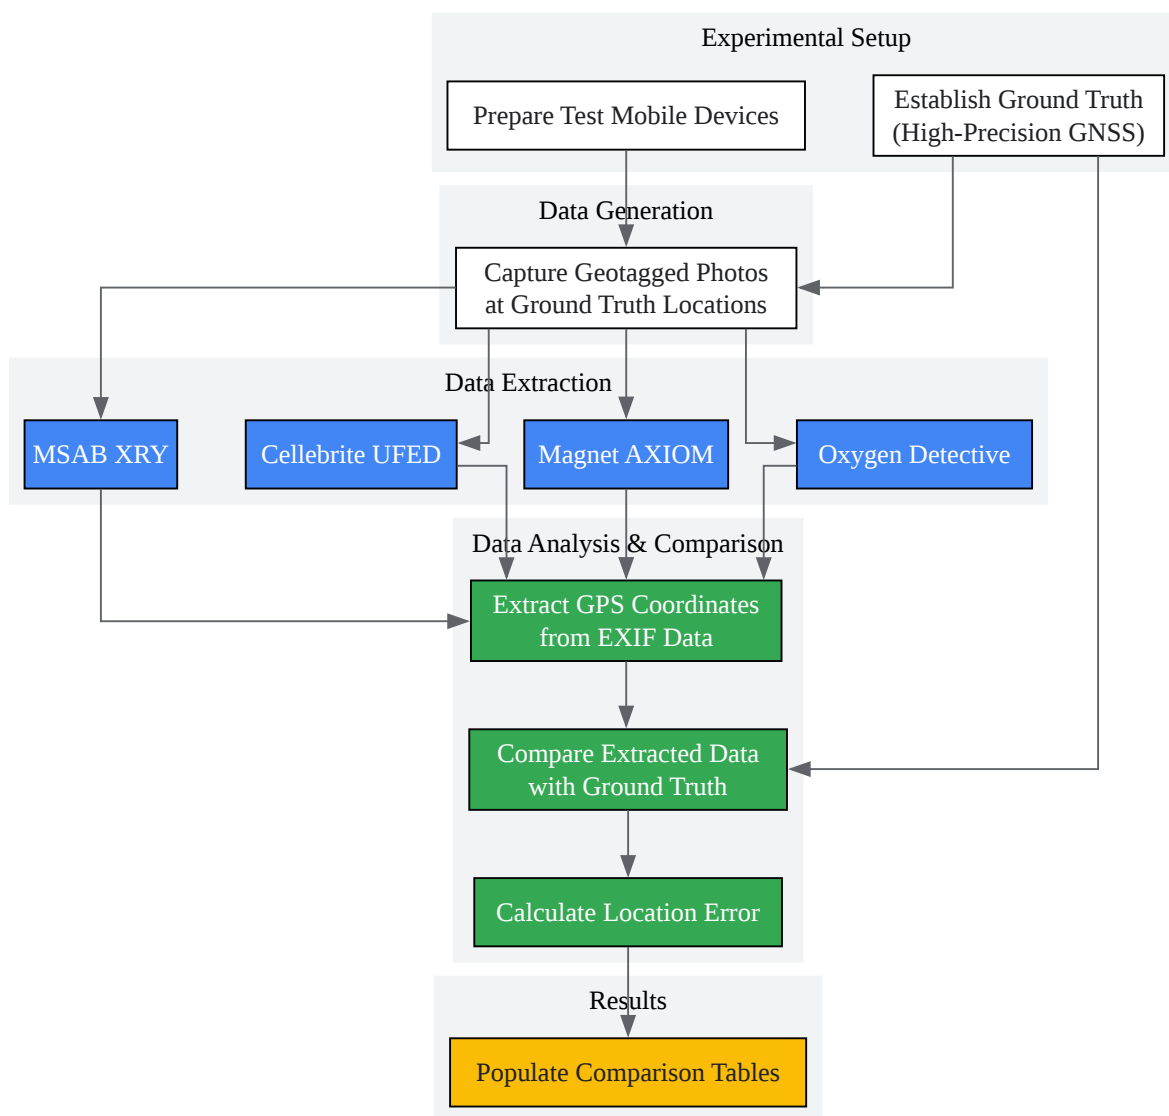 Experimental Setup
Prepare Test Mobile Devices
Establish Ground Truth
(High-Precision GNSS)
Data Generation
Capture Geotagged Photos
at Ground Truth Locations
Data Extraction
MSAB XRY
Cellebrite UFED
Magnet AXIOM
Oxygen Detective
Data Analysis & Comparison
Extract GPS Coordinates
from EXIF Data
Compare Extracted Data
with Ground Truth
Calculate Location Error
Results
Populate Comparison Tables